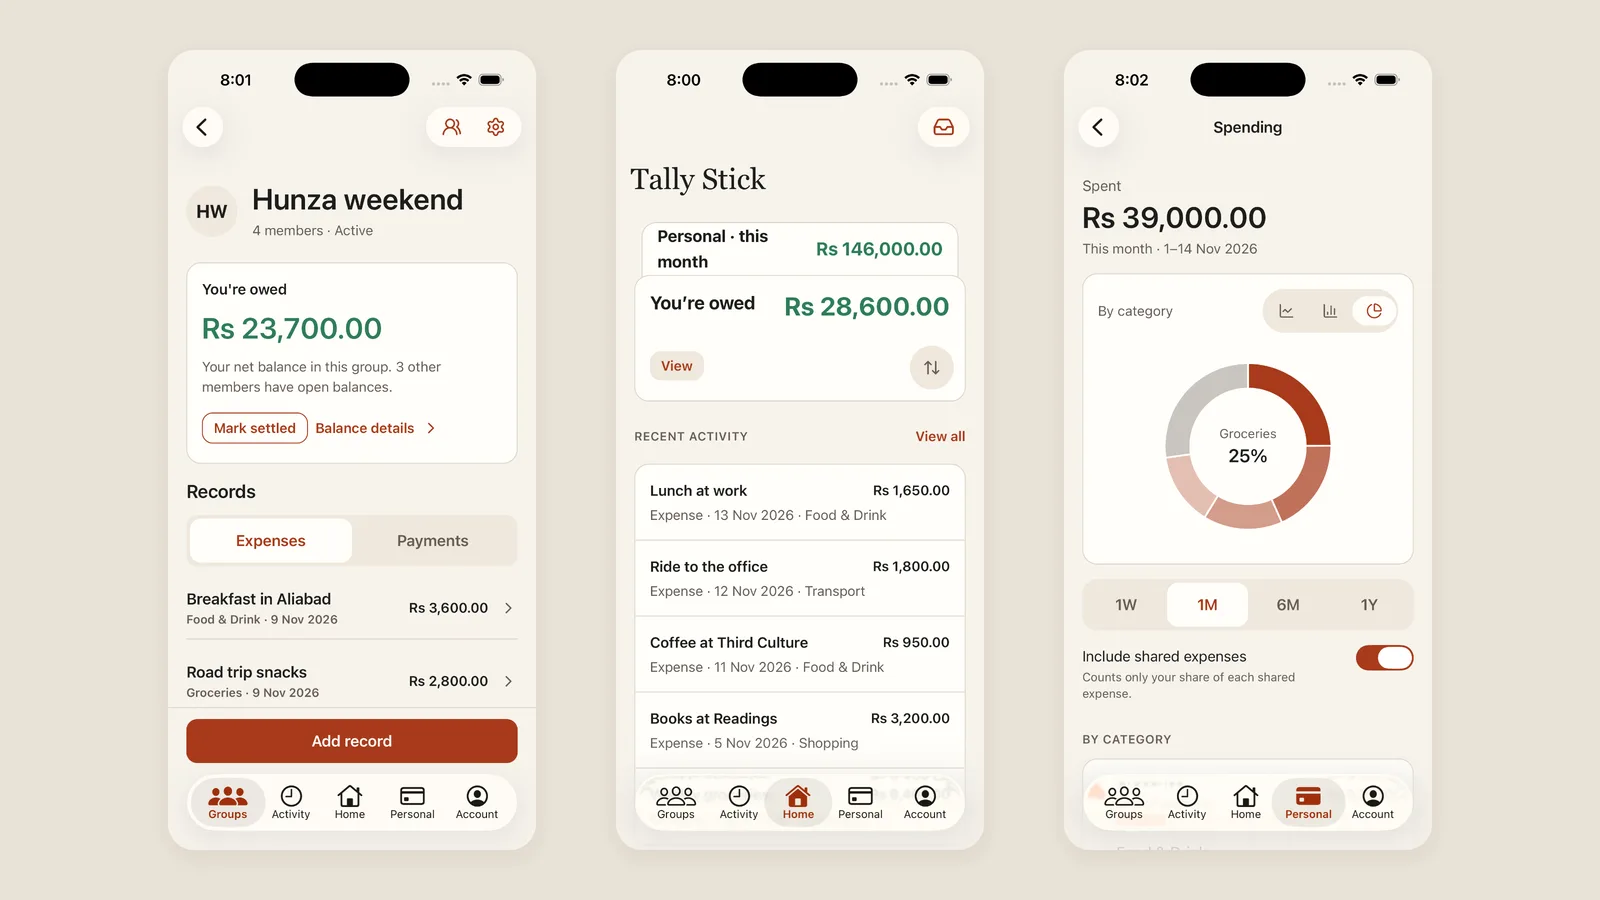 8:01
HW
Hunza weekend
4 members · Active
You're owed
Rs 23,700.00
Your net balance in this group. 3 other
members have open balances.
Mark settled
Balance details
Records
Expenses
Payments
Breakfast in Aliabad
Rs 3,600.00
Food & Drink · 9 Nov 2026
Road trip snacks
Rs 2,800.00
Groceries · 9 Nov 2026
Add record
Groups
Activity
Home
Personal
Account
8:00
Tally Stick
Personal · this
month
Rs 146,000.00
You’re owed
Rs 28,600.00
View
RECENT ACTIVITY
View all
Lunch at work
Rs 1,650.00
Expense · 13 Nov 2026 · Food & Drink
Ride to the office
Rs 1,800.00
Expense · 12 Nov 2026 · Transport
Coffee at Third Culture
Rs 950.00
Expense · 11 Nov 2026 · Food & Drink
Books at Readings
Rs 3,200.00
Expense · 5 Nov 2026 · Shopping
Groups
Activity
Home
Personal
Account
8:02
Spending
Spent
Rs 39,000.00
This month · 1–14 Nov 2026
By category
Groceries
25%
1W
1M
6M
1Y
Include shared expenses
Counts only your share of each shared
expense.
BY CATEGORY
Groups
Activity
Home
Personal
Account